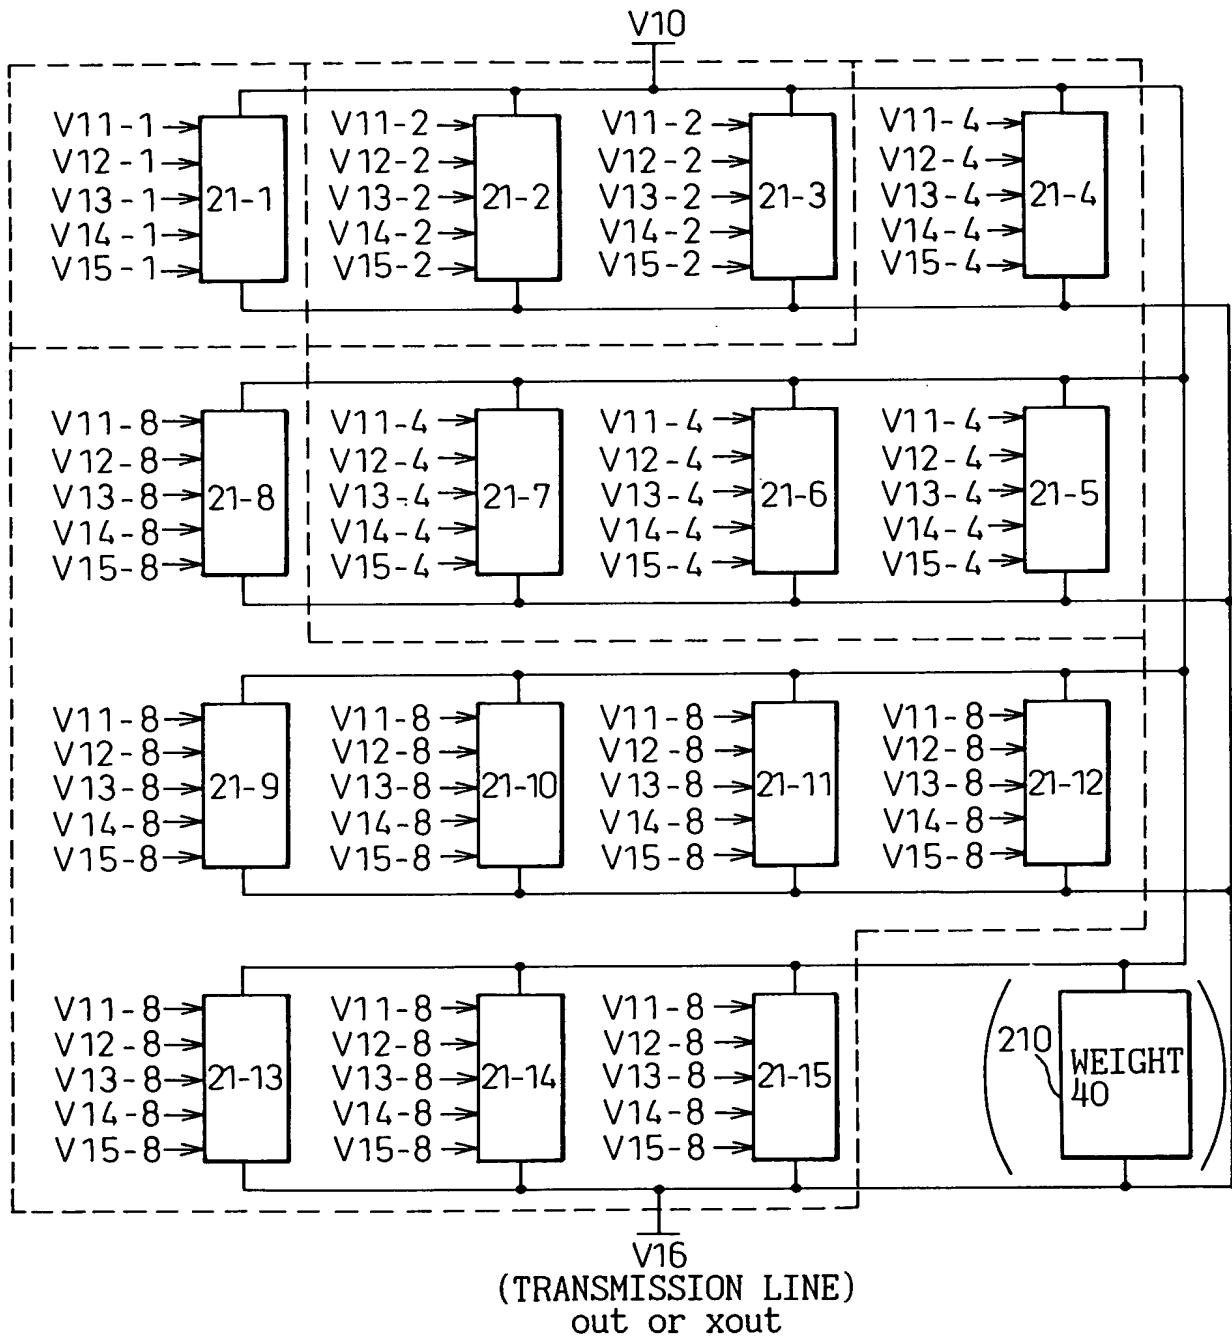 V10
V11-1 V11-2 V11-2 V11-4
V12-1 V12-2 V12-2 V12-4
V13-1 21-1 V13-2 21-2 V13-2 21-3 V13-4 21-4
V14-1 V14-2 V14-2 V14-4
V15-1 V15-2 V15-2 V15-4
V11-8 V11-4 V11-4 V11-4
V12-8 V12-4 V12-4 V12-4
V13-8 21-8 V13-4 21-7 V13-4 21-6 V13-4 21-5
V14-8 V14-4 V14-4 V14-4
V15-8 V15-4 V15-4 V15-4
V11-8 V11-8 V11-8 V11-8
V12-8 V12-8 V12-8 V12-8
V13-8 21-9 V13-8 21-10 V13-8 21-11 V13-8 21-12
V14-8 V14-8 V14-8 V14-8
V15-8 V15-8 V15-8 V15-8
V11-8 V11-8 V11-8
V12-8 V12-8 V12-8 210 WEIGHT
V13-8 21-13 V13-8 21-14 V13-8 21-15 40
V14-8 V14-8 V14-8
V15-8 V15-8 V15-8
V16
(TRANSMISSION LINE)
out or xout